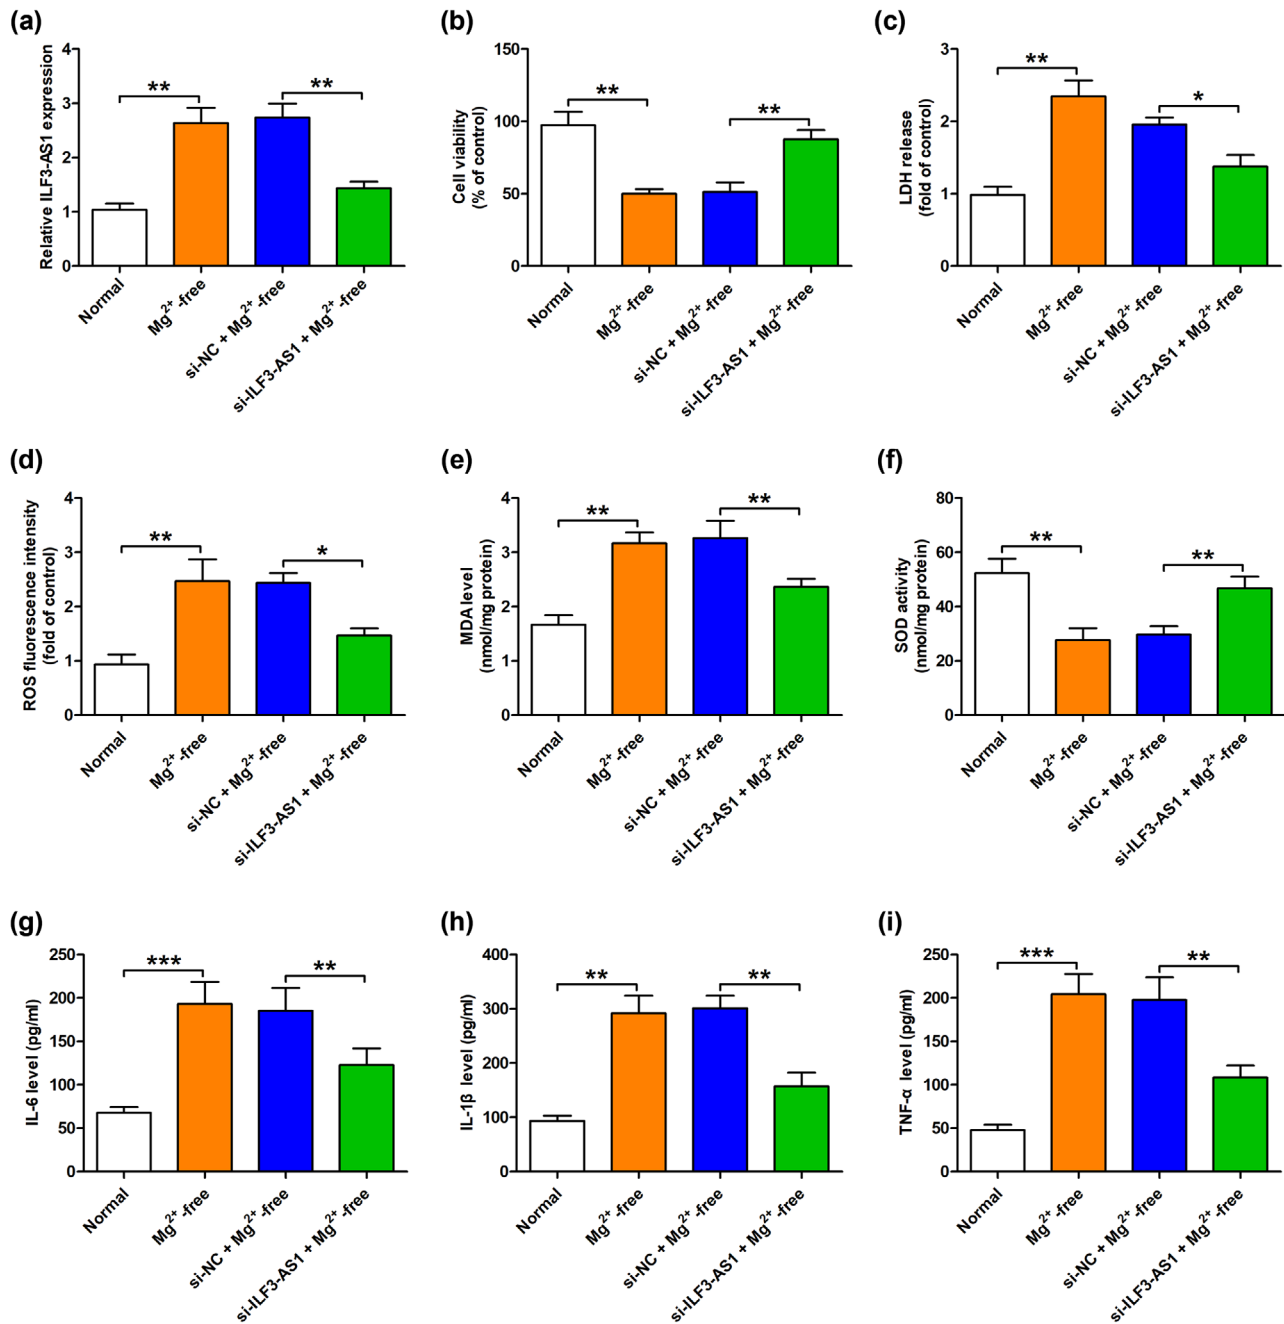 (a)
Relative ILF3-AS1 expression
4
3
2
1
0
**
**
Normal
Mg²⁺-free
si-NC + Mg²⁺-free
si-ILF3-AS1 + Mg²⁺-free
(b)
Cell viability
(% of control)
150
100
50
0
**
**
Normal
Mg²⁺-free
si-NC + Mg²⁺-free
si-ILF3-AS1 + Mg²⁺-free
(c)
LDH release
(fold of control)
3
2
1
0
**
*
Normal
Mg²⁺-free
si-NC + Mg²⁺-free
si-ILF3-AS1 + Mg²⁺-free
(d)
ROS fluorescence intensity
(fold of control)
4
3
2
1
0
**
*
Normal
Mg²⁺-free
si-NC + Mg²⁺-free
si-ILF3-AS1 + Mg²⁺-free
(e)
MDA level
(nmol/mg protein)
4
3
2
1
0
**
**
Normal
Mg²⁺-free
si-NC + Mg²⁺-free
si-ILF3-AS1 + Mg²⁺-free
(f)
SOD activity
(nmol/mg protein)
80
60
40
20
0
**
**
Normal
Mg²⁺-free
si-NC + Mg²⁺-free
si-ILF3-AS1 + Mg²⁺-free
(g)
IL-6 level (pg/ml)
250
200
150
100
50
0
***
**
Normal
Mg²⁺-free
si-NC + Mg²⁺-free
si-ILF3-AS1 + Mg²⁺-free
(h)
IL-1β level (pg/ml)
400
300
200
100
0
**
**
Normal
Mg²⁺-free
si-NC + Mg²⁺-free
si-ILF3-AS1 + Mg²⁺-free
(i)
TNF-α level (pg/ml)
250
200
150
100
50
0
***
**
Normal
Mg²⁺-free
si-NC + Mg²⁺-free
si-ILF3-AS1 + Mg²⁺-free